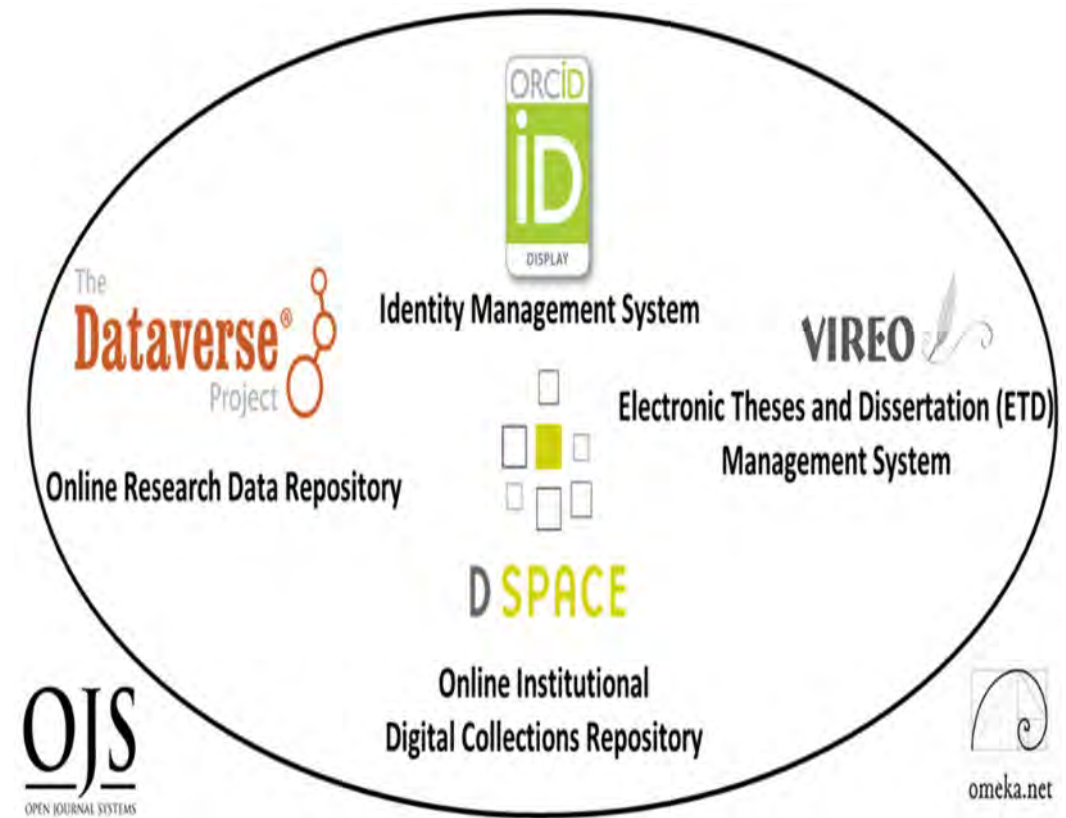 ORCID
iD
DISPLAY
Identity Management System
The
Dataverse®
Project
Online Research Data Repository
VIREO
Electronic Theses and Dissertation (ETD)
Management System
D SPACE
Online Institutional
Digital Collections Repository
OJS
OPEN JOURNAL SYSTEMS
omeka.net